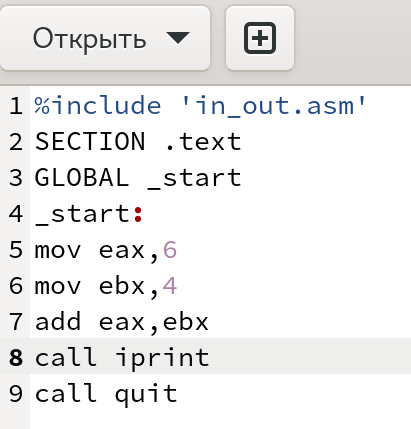 Открыть
1 %include 'in_out.asm'
2 SECTION .text
3 GLOBAL _start
4 _start:
5 mov eax,6
6 mov ebx,4
7 add eax,ebx
8 call iprint
9 call quit